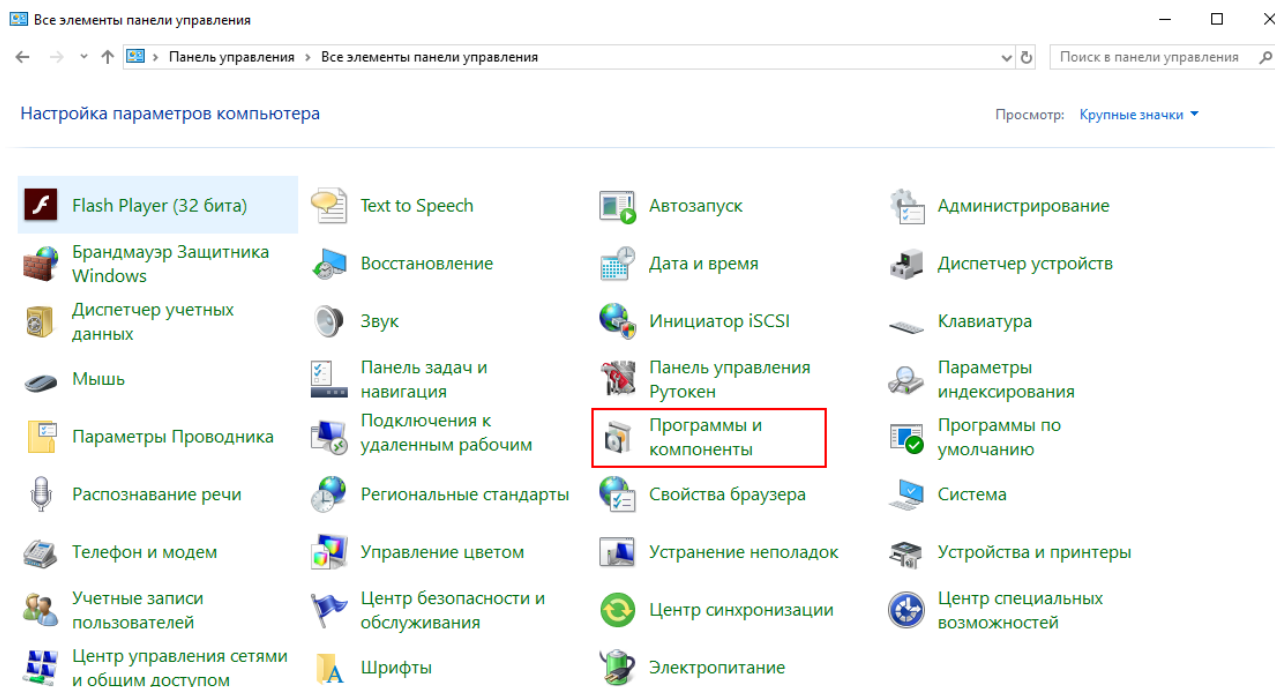 Все элементы панели управления
Панель управления > Все элементы панели управления
Поиск в панели управления
Настройка параметров компьютера
Просмотр: Крупные значки
Flash Player (32 бита)
Text to Speech
Автозапуск
Администрирование
Брандмауэр Защитника
Windows
Восстановление
Дата и время
Диспетчер устройств
Диспетчер учетных
данных
Звук
Инициатор iSCSI
Клавиатура
Мышь
Панель задач и
навигация
Панель управления
Рутокен
Параметры
индексирования
Параметры Проводника
Подключения к
удаленным рабочим
Программы и
компоненты
Программы по
умолчанию
Распознавание речи
Региональные стандарты
Свойства браузера
Система
Телефон и модем
Управление цветом
Устранение неполадок
Устройства и принтеры
Учетные записи
пользователей
Центр безопасности и
обслуживания
Центр синхронизации
Центр специальных
возможностей
Центр управления сетями
и общим доступом
Шрифты
Электропитание